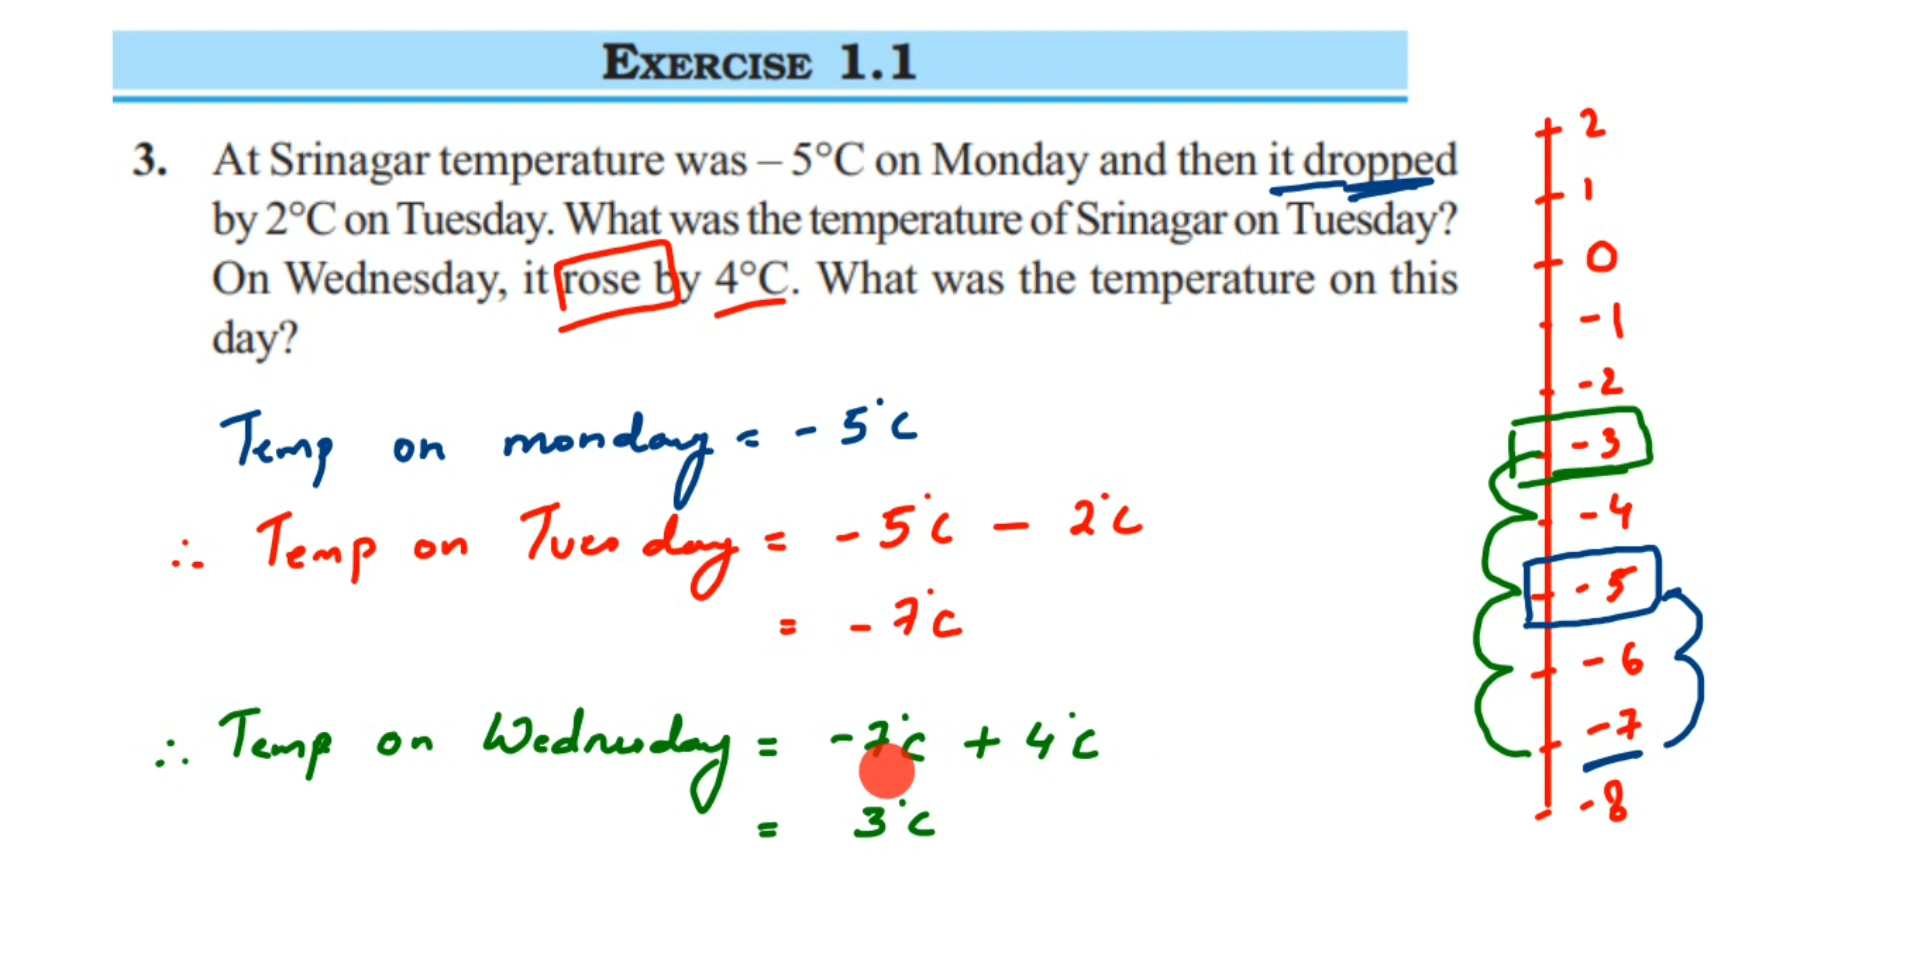 EXERCISE 1.1
3. At Srinagar temperature was – 5°C on Monday and then it dropped
by 2°C on Tuesday. What was the temperature of Srinagar on Tuesday?
On Wednesday, it rose by 4°C. What was the temperature on this
day?
Temp on monday = - 5°C
∴ Temp on Tuesday = - 5°C - 2°C
= - 7°C
∴ Temp on Wednesday = -7°C + 4°C
= 3°C
2
1
0
-1
-2
-3
-4
-5
-6
-7
-8